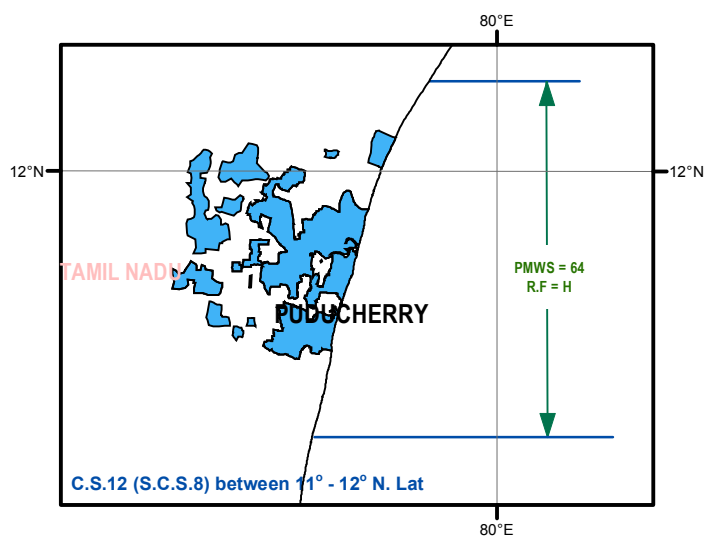 80°E
12°N
12°N
TAMIL NADU
PMWS = 64
R.F = H
PUDUCHERRY
C.S.12 (S.C.S.8) between 11° - 12° N. Lat
80°E